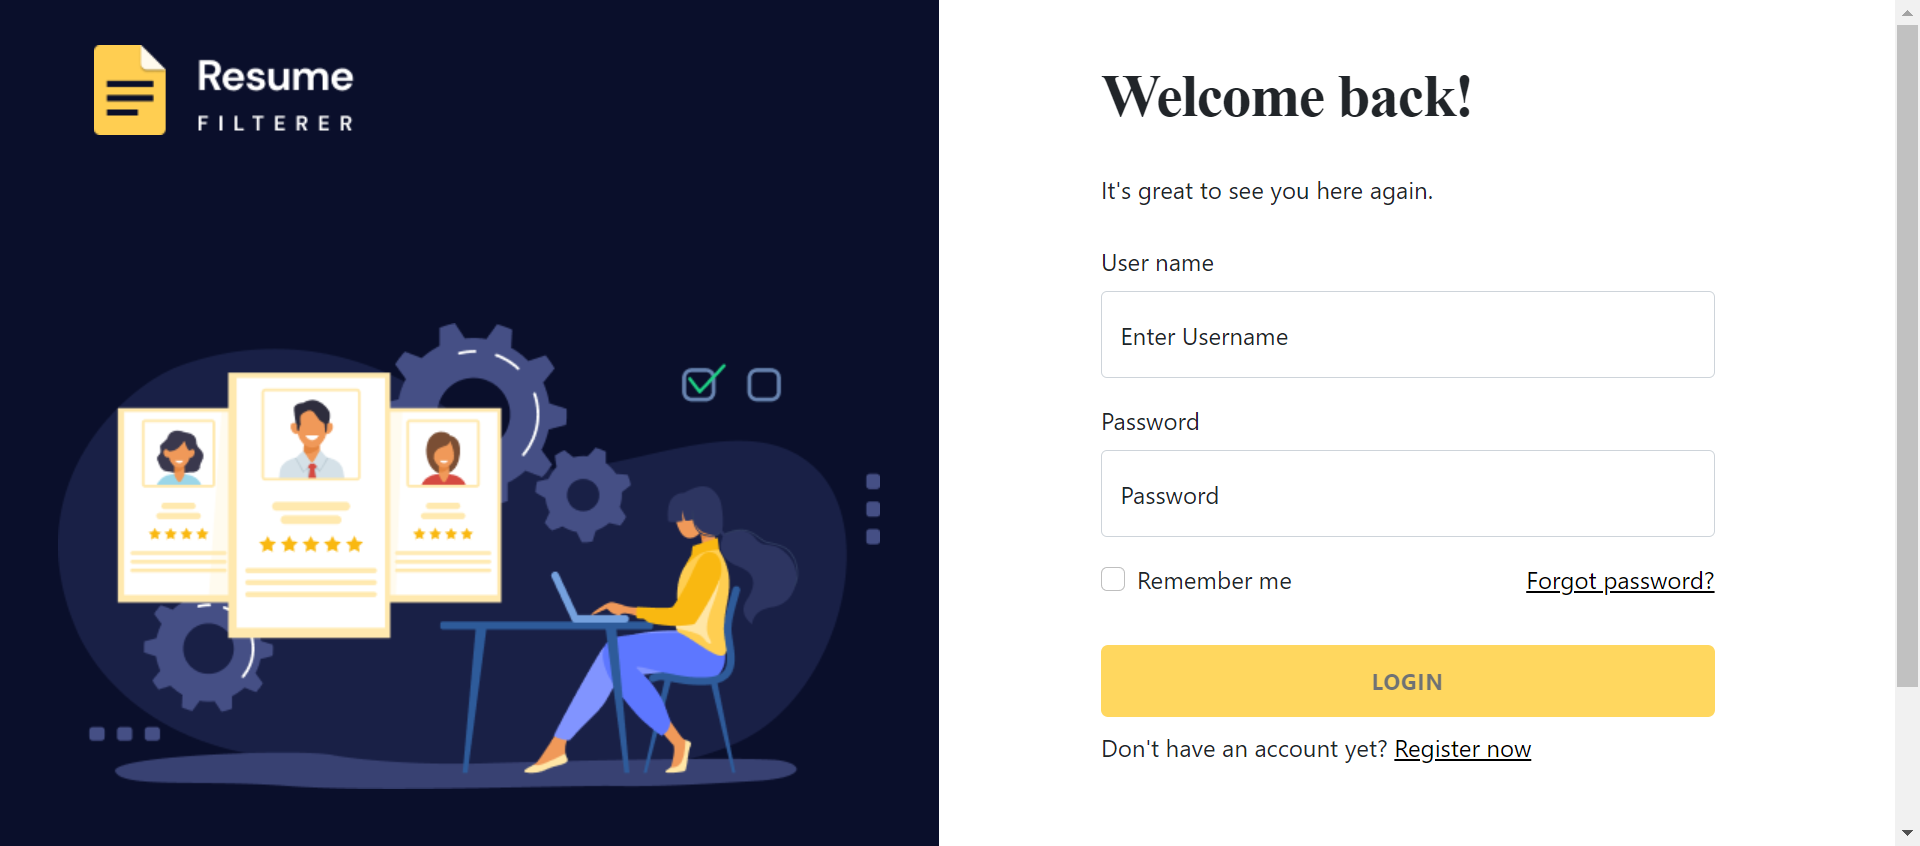 Resume
FILTERER
Welcome back!
It's great to see you here again.
User name
Enter Username
Password
Password
Remember me
Forgot password?
LOGIN
Don't have an account yet? Register now